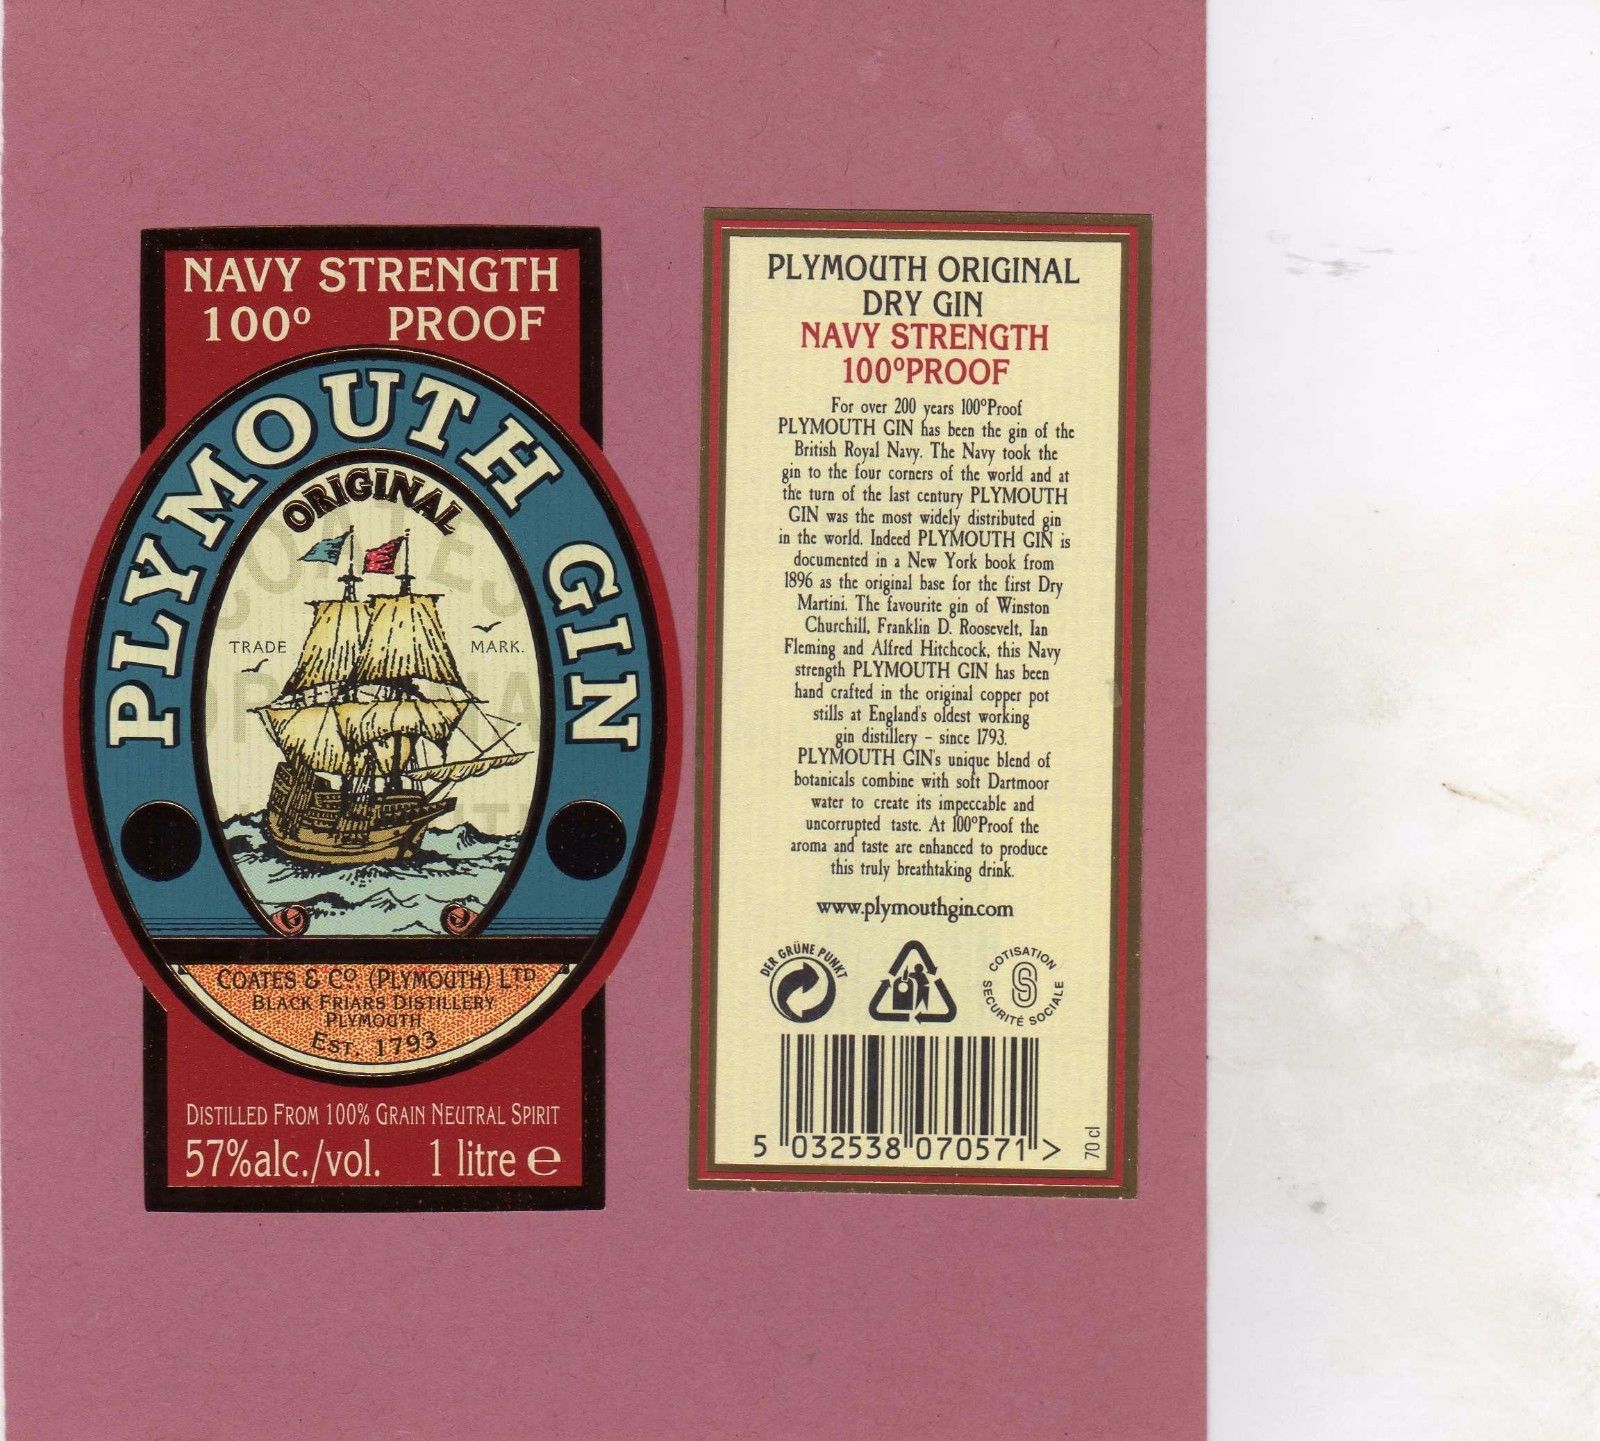 NAVY STRENGTH
100º PROOF
PLYMOUTH GIN
ORIGINAL
TRADE MARK.
COATES & Cº (PLYMOUTH) LTD
BLACK FRIARS DISTILLERY
PLYMOUTH
EST. 1793
DISTILLED FROM 100% GRAIN NEUTRAL SPIRIT
57%alc./vol. 1 litre e
PLYMOUTH ORIGINAL
DRY GIN
NAVY STRENGTH
100ºPROOF
For over 200 years 100ºProof
PLYMOUTH GIN has been the gin of the
British Royal Navy. The Navy took the
gin to the four corners of the world and at
the turn of the last century PLYMOUTH
GIN was the most widely distributed gin
in the world. Indeed PLYMOUTH GIN is
documented in a New York book from
1896 as the original base for the first Dry
Martini. The favourite gin of Winston
Churchill, Franklin D. Roosevelt, Ian
Fleming and Alfred Hitchcock, this Navy
strength PLYMOUTH GIN has been
hand crafted in the original copper pot
stills at England's oldest working
gin distillery - since 1793.
PLYMOUTH GIN's unique blend of
botanicals combine with soft Dartmoor
water to create its impeccable and
uncorrupted taste. At 100ºProof the
aroma and taste are enhanced to produce
this truly breathtaking drink.
www.plymouthgin.com
DER GRÜNE PUNKT
COTISATION
SECURITÉ SOCIALE
5 032538 070571 >
70 cl